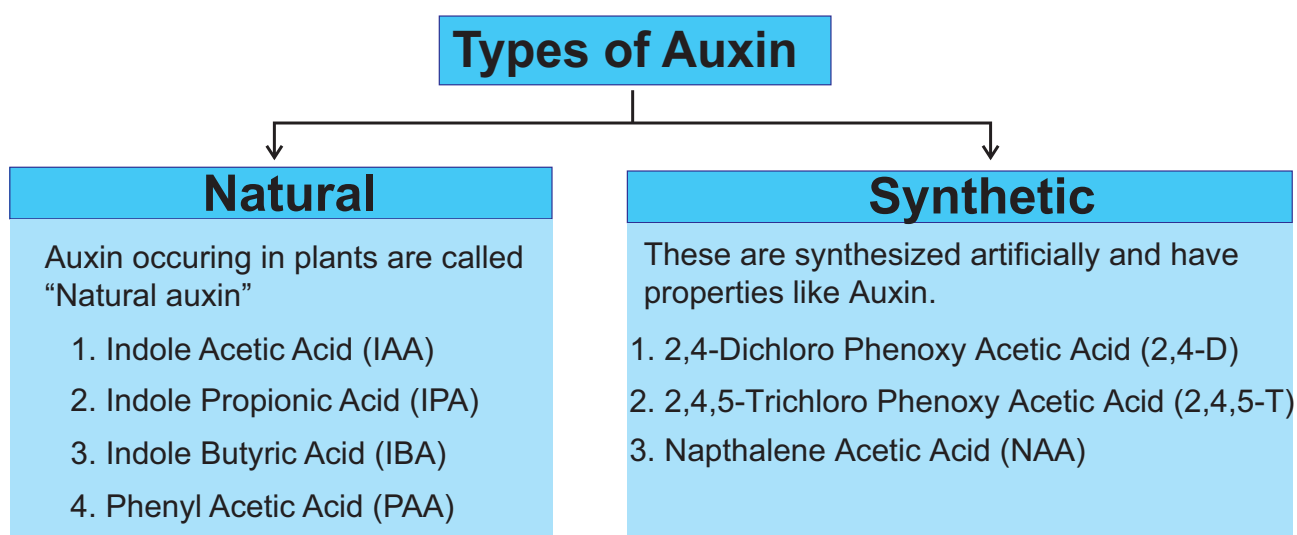 Types of Auxin
Natural
Auxin occuring in plants are called
“Natural auxin”
1. Indole Acetic Acid (IAA)
2. Indole Propionic Acid (IPA)
3. Indole Butyric Acid (IBA)
4. Phenyl Acetic Acid (PAA)
Synthetic
These are synthesized artificially and have
properties like Auxin.
1. 2,4-Dichloro Phenoxy Acetic Acid (2,4-D)
2. 2,4,5-Trichloro Phenoxy Acetic Acid (2,4,5-T)
3. Napthalene Acetic Acid (NAA)